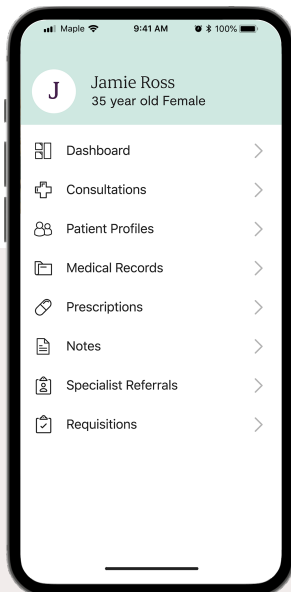 Maple 9:41 AM 100%
J
Jamie Ross
35 year old Female
Dashboard
Consultations
Patient Profiles
Medical Records
Prescriptions
Notes
Specialist Referrals
Requisitions